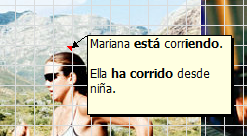 Mariana está corriendo.
Ella ha corrido desde
niña.